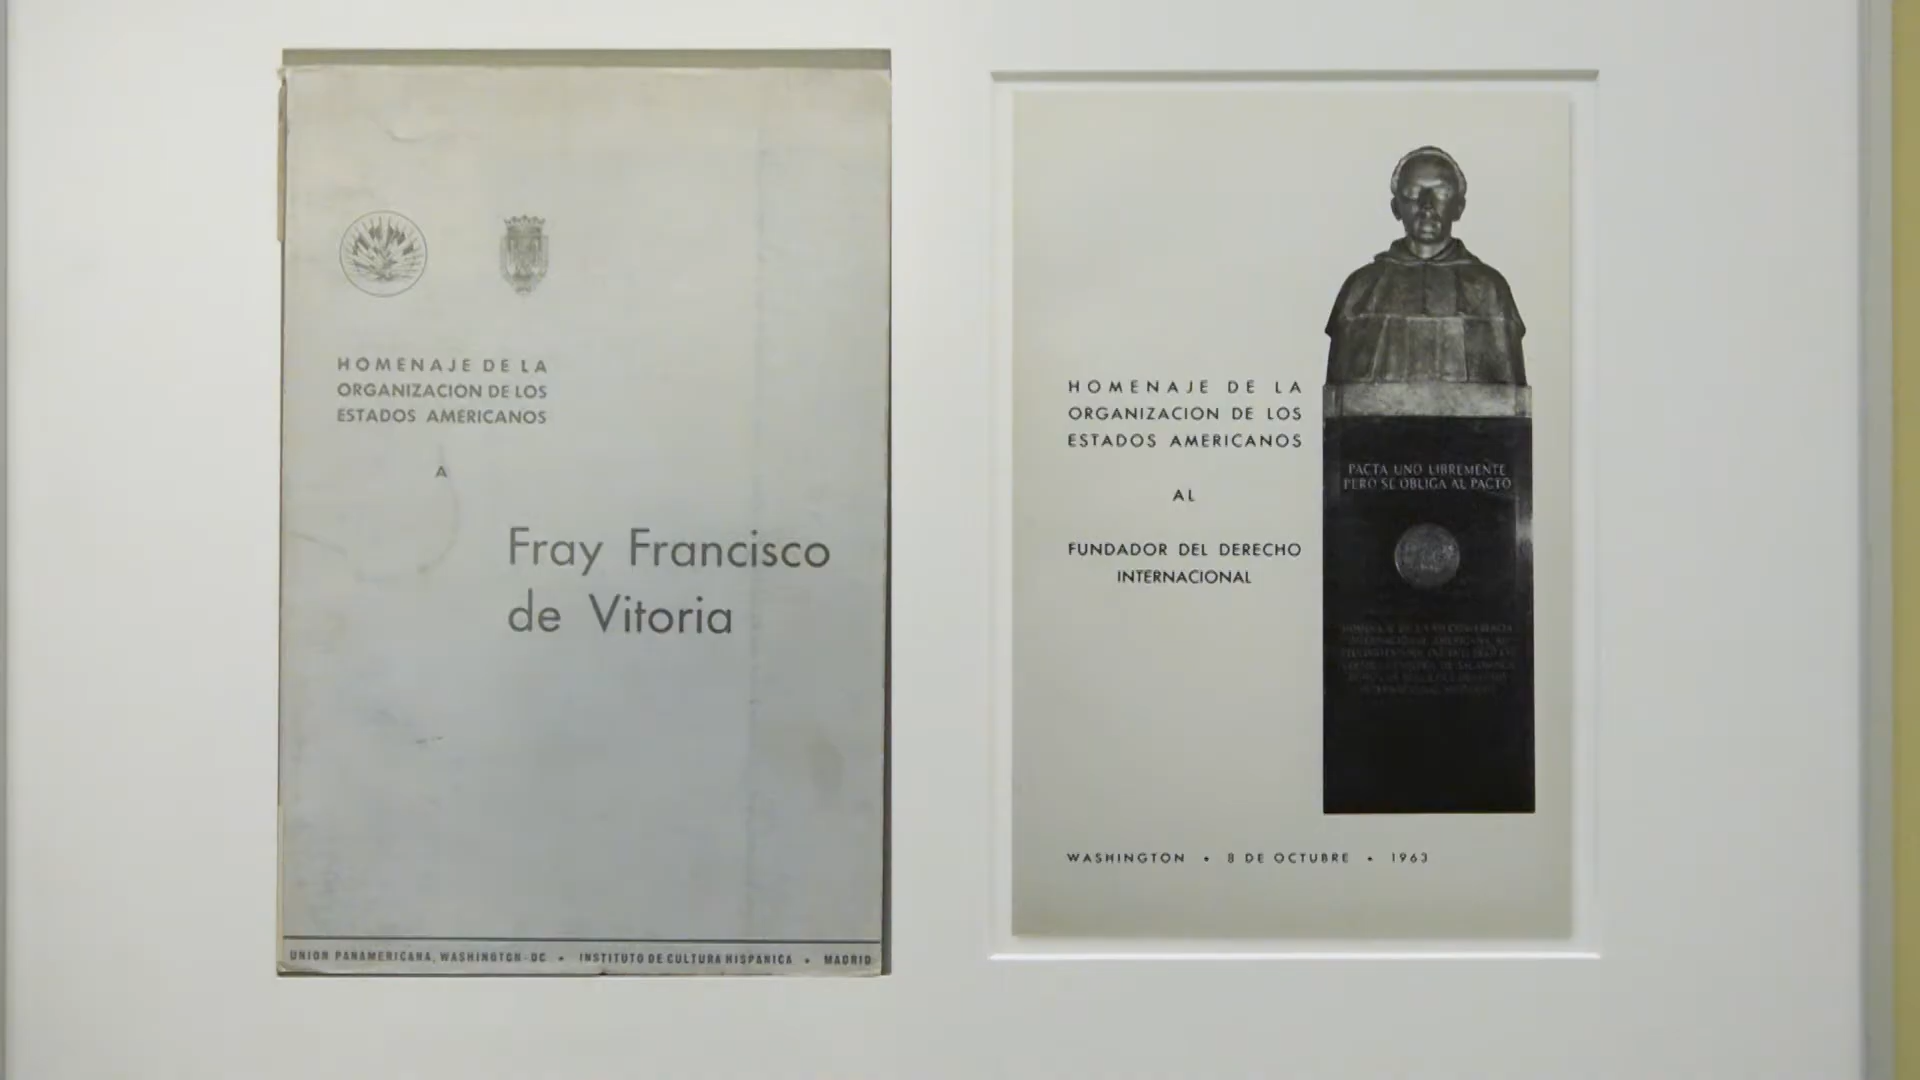 HOMENAJE DE LA
ORGANIZACION DE LOS
ESTADOS AMERICANOS
A
Fray Francisco
de Vitoria
UNION PANAMERICANA, WASHINGTON-DC • INSTITUTO DE CULTURA HISPANICA • MADRID
HOMENAJE DE LA
ORGANIZACION DE LOS
ESTADOS AMERICANOS
AL
FUNDADOR DEL DERECHO
INTERNACIONAL
PACTA UNO LIBREMENTE
PERO SE OBLIGA AL PACTO
WASHINGTON • 8 DE OCTUBRE • 1963